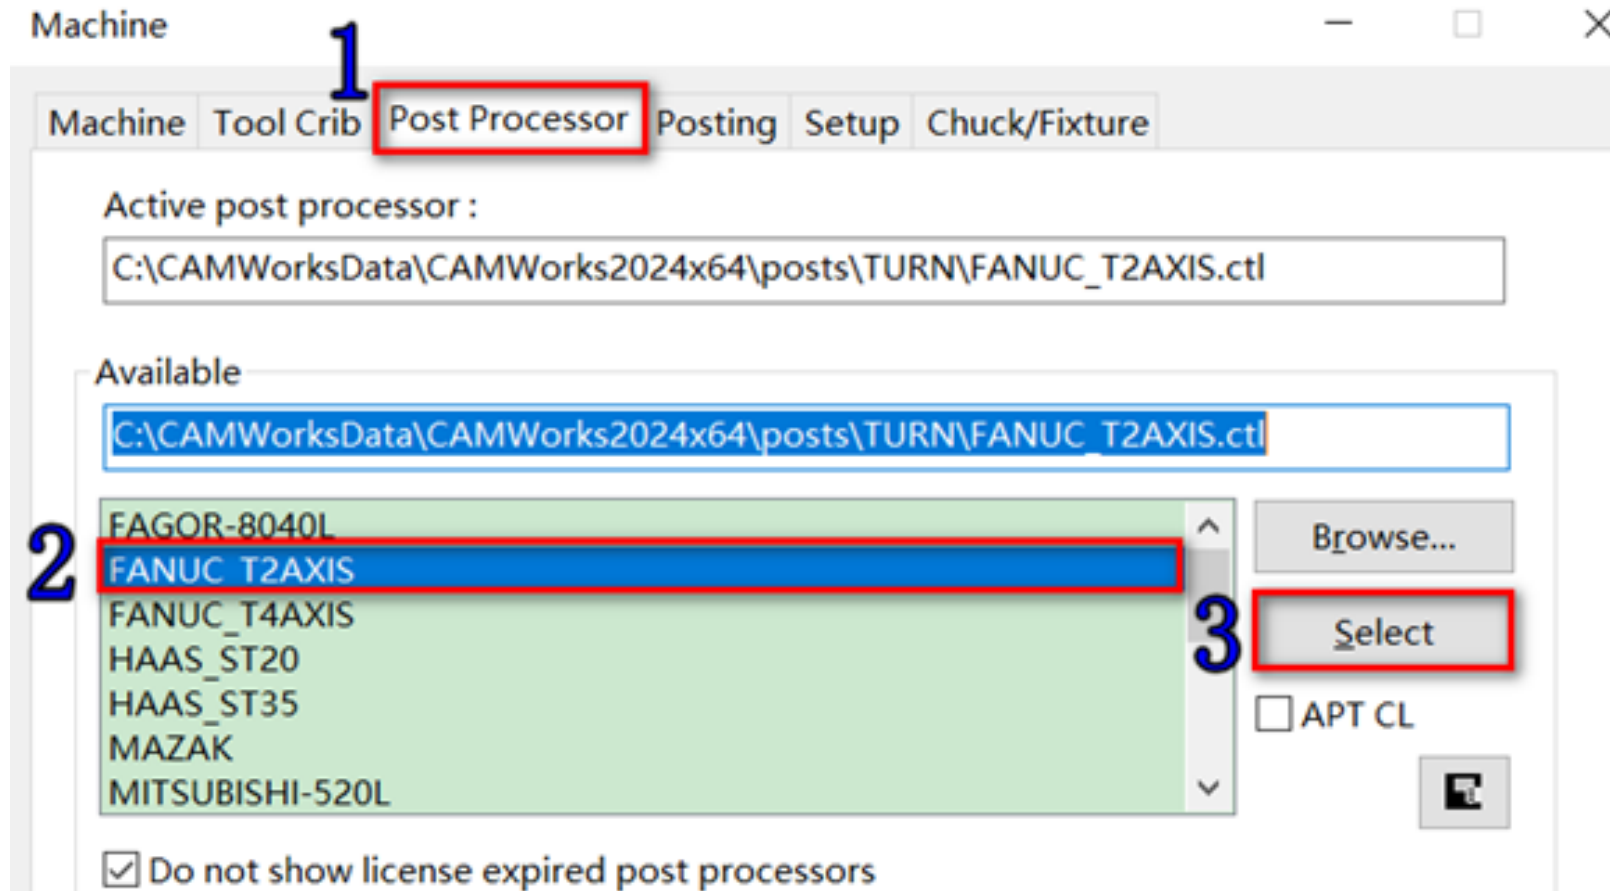 Machine
1
Machine Tool Crib Post Processor Posting Setup Chuck/Fixture
Active post processor :
C:\CAMWorksData\CAMWorks2024x64\posts\TURN\FANUC_T2AXIS.ctl
Available
C:\CAMWorksData\CAMWorks2024x64\posts\TURN\FANUC_T2AXIS.ctl
FAGOR-8040L
Browse...
2
FANUC_T2AXIS
FANUC_T4AXIS
3
Select
HAAS_ST20
HAAS_ST35
APT CL
MAZAK
MITSUBISHI-520L
Do not show license expired post processors